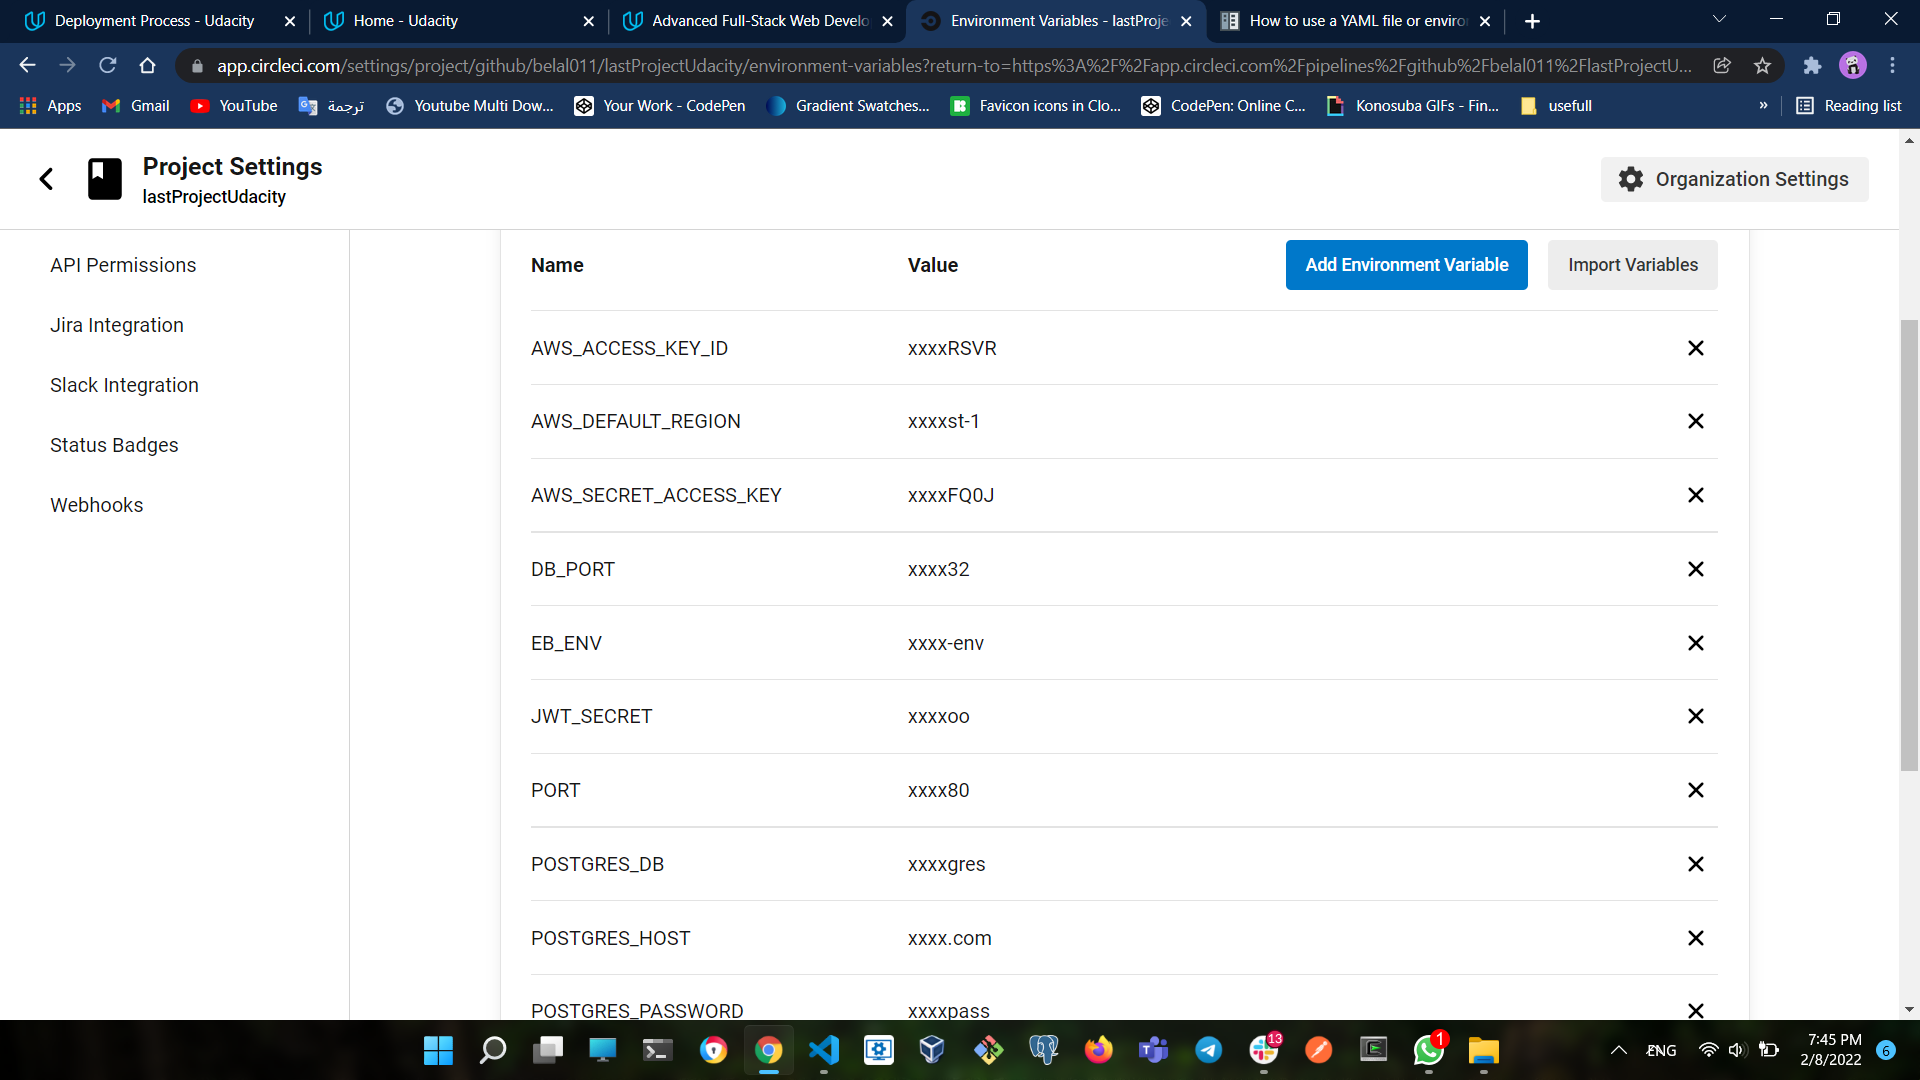 Deployment Process - Udacity
Home - Udacity
Advanced Full-Stack Web Develo
Environment Variables - lastProje
How to use a YAML file or enviro
app.circleci.com/settings/project/github/belal011/lastProjectUdacity/environment-variables?return-to=https%3A%2F%2Fapp.circleci.com%2Fpipelines%2Fgithub%2Fbelal011%2FlastProjectU...
Apps
Gmail
YouTube
ترجمة
Youtube Multi Dow...
Your Work - CodePen
Gradient Swatches...
Favicon icons in Clo...
CodePen: Online C...
Konosuba GIFs - Fin...
usefull
»
Reading list
Project Settings
lastProjectUdacity
Organization Settings
API Permissions
Jira Integration
Slack Integration
Status Badges
Webhooks
Name Value
Add Environment Variable
Import Variables
AWS_ACCESS_KEY_ID xxxxRSVR
AWS_DEFAULT_REGION xxxxst-1
AWS_SECRET_ACCESS_KEY xxxxFQ0J
DB_PORT xxxx32
EB_ENV xxxx-env
JWT_SECRET xxxxoo
PORT xxxx80
POSTGRES_DB xxxxgres
POSTGRES_HOST xxxx.com
POSTGRES_PASSWORD xxxxpass
13
1
ENG
7:45 PM
2/8/2022
6